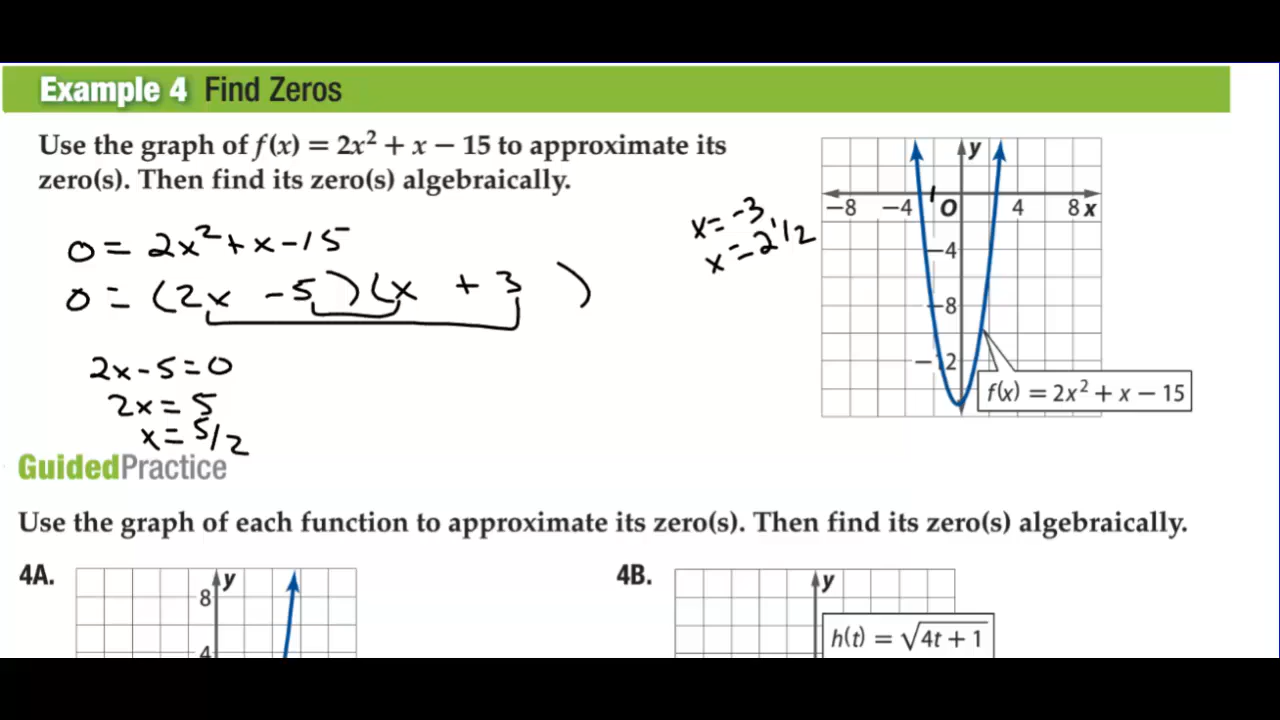 Example 4 Find Zeros
Use the graph of f(x) = 2x² + x − 15 to approximate its
zero(s). Then find its zero(s) algebraically.
0 = 2x² + x - 15
0 = (2x - 5)(x + 3 )
2x - 5 = 0
2x = 5
x = 5/2
x = -3
x = 2 1/2
y
−8 −4 O 4 8 x
−4
−8
−12
f(x) = 2x² + x − 15
GuidedPractice
Use the graph of each function to approximate its zero(s). Then find its zero(s) algebraically.
4A.
y
8
4
4B.
y
h(t) = √4t + 1